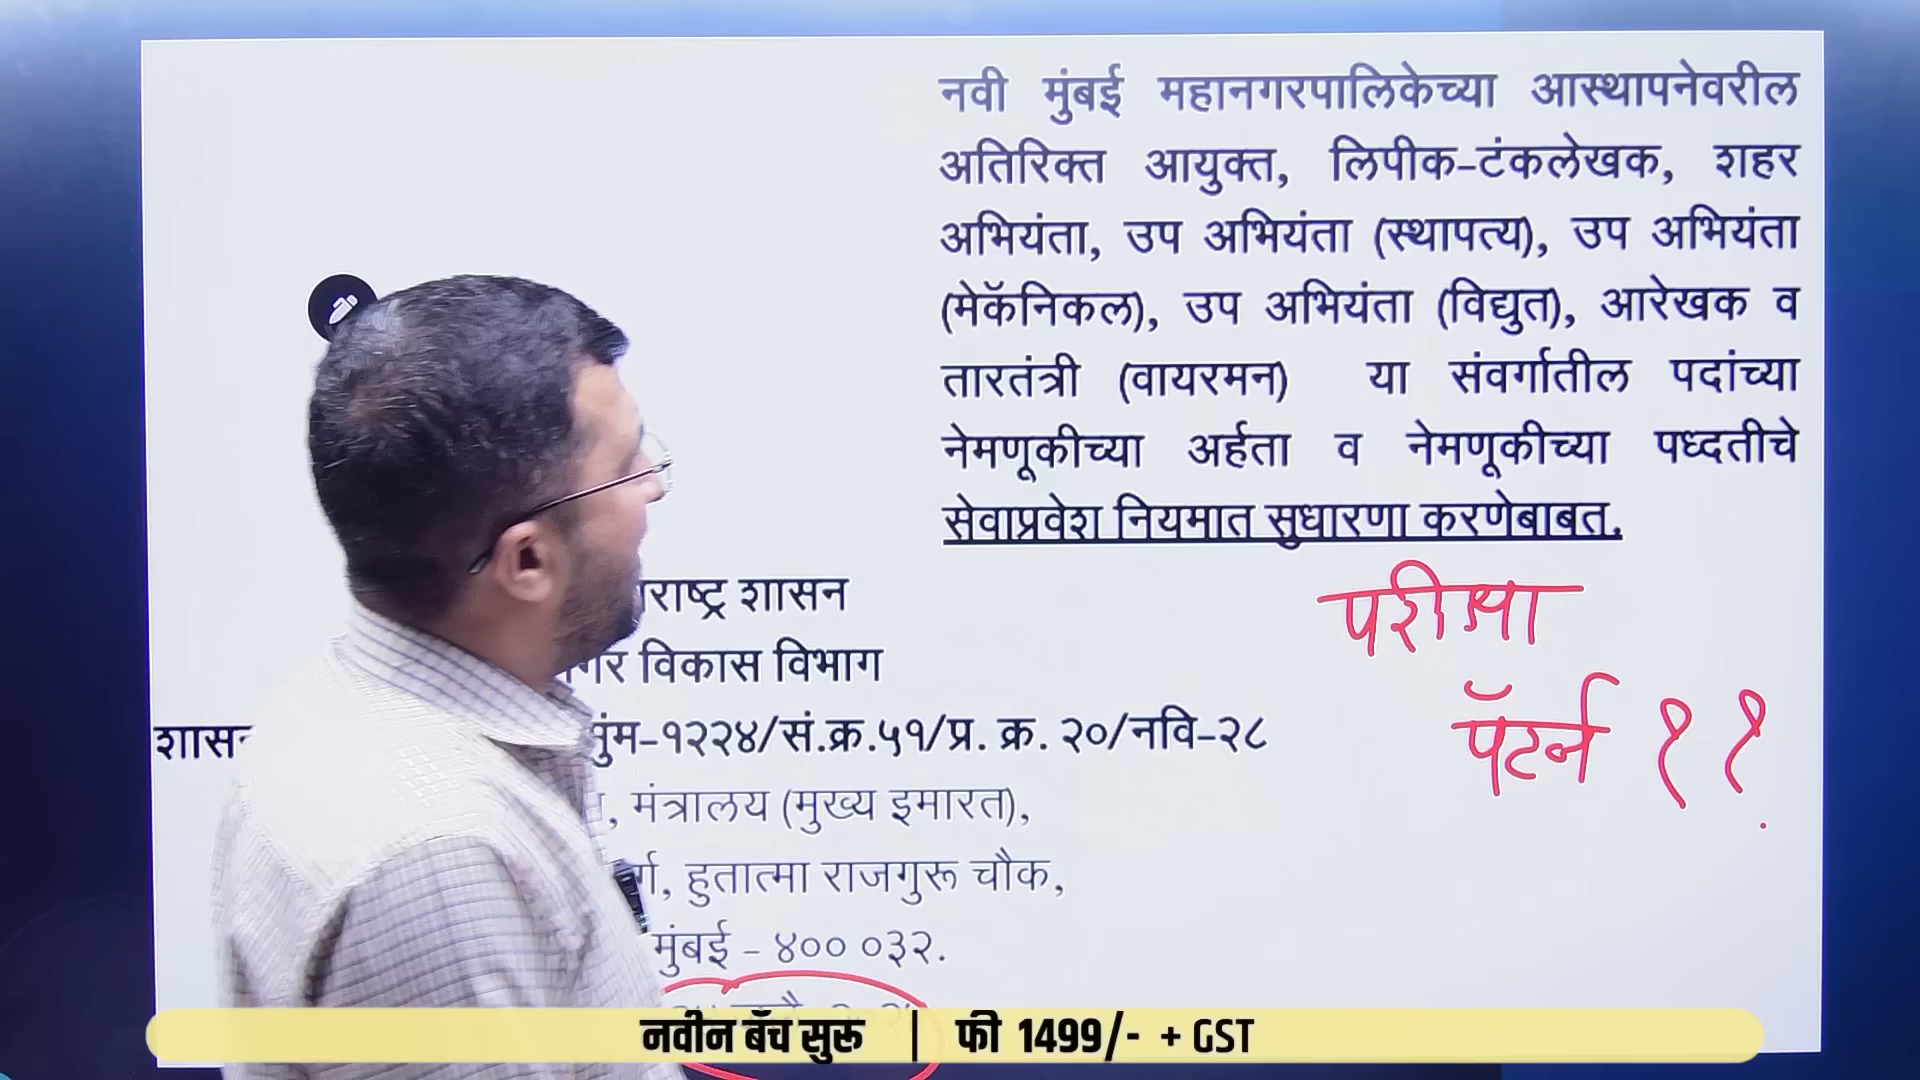 नवी मुंबई महानगरपालिकेच्या आस्थापनेवरील
अतिरिक्त आयुक्त, लिपीक-टंकलेखक, शहर
अभियंता, उप अभियंता (स्थापत्य), उप अभियंता
(मेकॅनिकल), उप अभियंता (विद्युत), आरेखक व
तारतंत्री (वायरमन) या संवर्गातील पदांच्या
नेमणूकीच्या अर्हता व नेमणूकीच्या पध्दतीचे
सेवाप्रवेश नियमात सुधारणा करणेबाबत.
परीक्षा
पॅटर्न ??
राष्ट्र शासन
विकास विभाग
मुंम-१२२४/सं.क्र.५१/प्र. क्र. २०/नवि-२८
, मंत्रालय (मुख्य इमारत),
, हुतात्मा राजगुरू चौक,
मुंबई - ४०० ०३२.
नवीन बॅच सुरू | फी 1499/- + GST